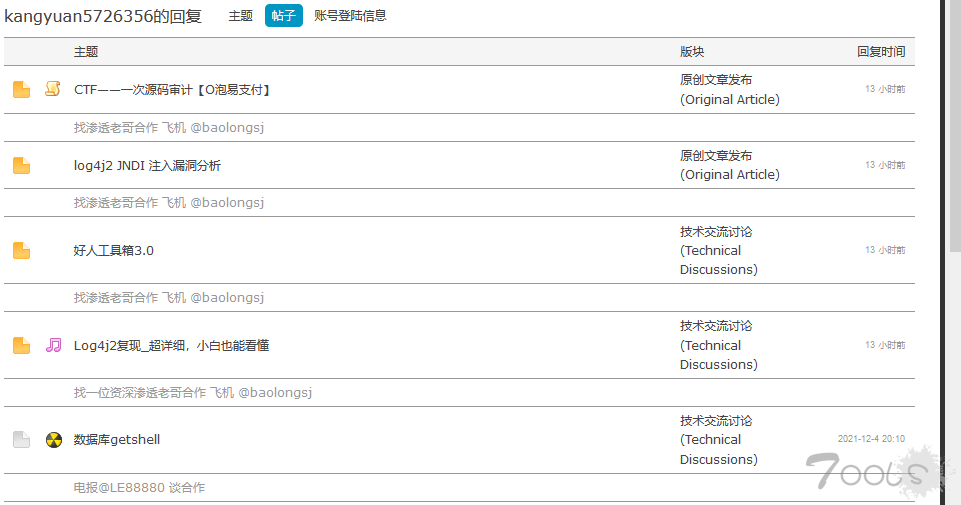 kangyuan5726356的回复 主题 帖子 账号登陆信息
主题 版块 回复时间
CTF——一次源码审计【O泡易支付】 原创文章发布 (Original Article) 13 小时前
找渗透老哥合作 飞机 @baolongsj
log4j2 JNDI 注入漏洞分析 原创文章发布 (Original Article) 13 小时前
找渗透老哥合作 飞机 @baolongsj
好人工具箱3.0 技术交流讨论 (Technical Discussions) 13 小时前
找渗透老哥合作 飞机 @baolongsj
Log4j2复现_超详细，小白也能看懂 技术交流讨论 (Technical Discussions) 13 小时前
找一位资深渗透老哥合作 飞机 @baolongsj
数据库getshell 技术交流讨论 (Technical Discussions) 2021-12-4 20:10
电报@LE88880 谈合作
7ools